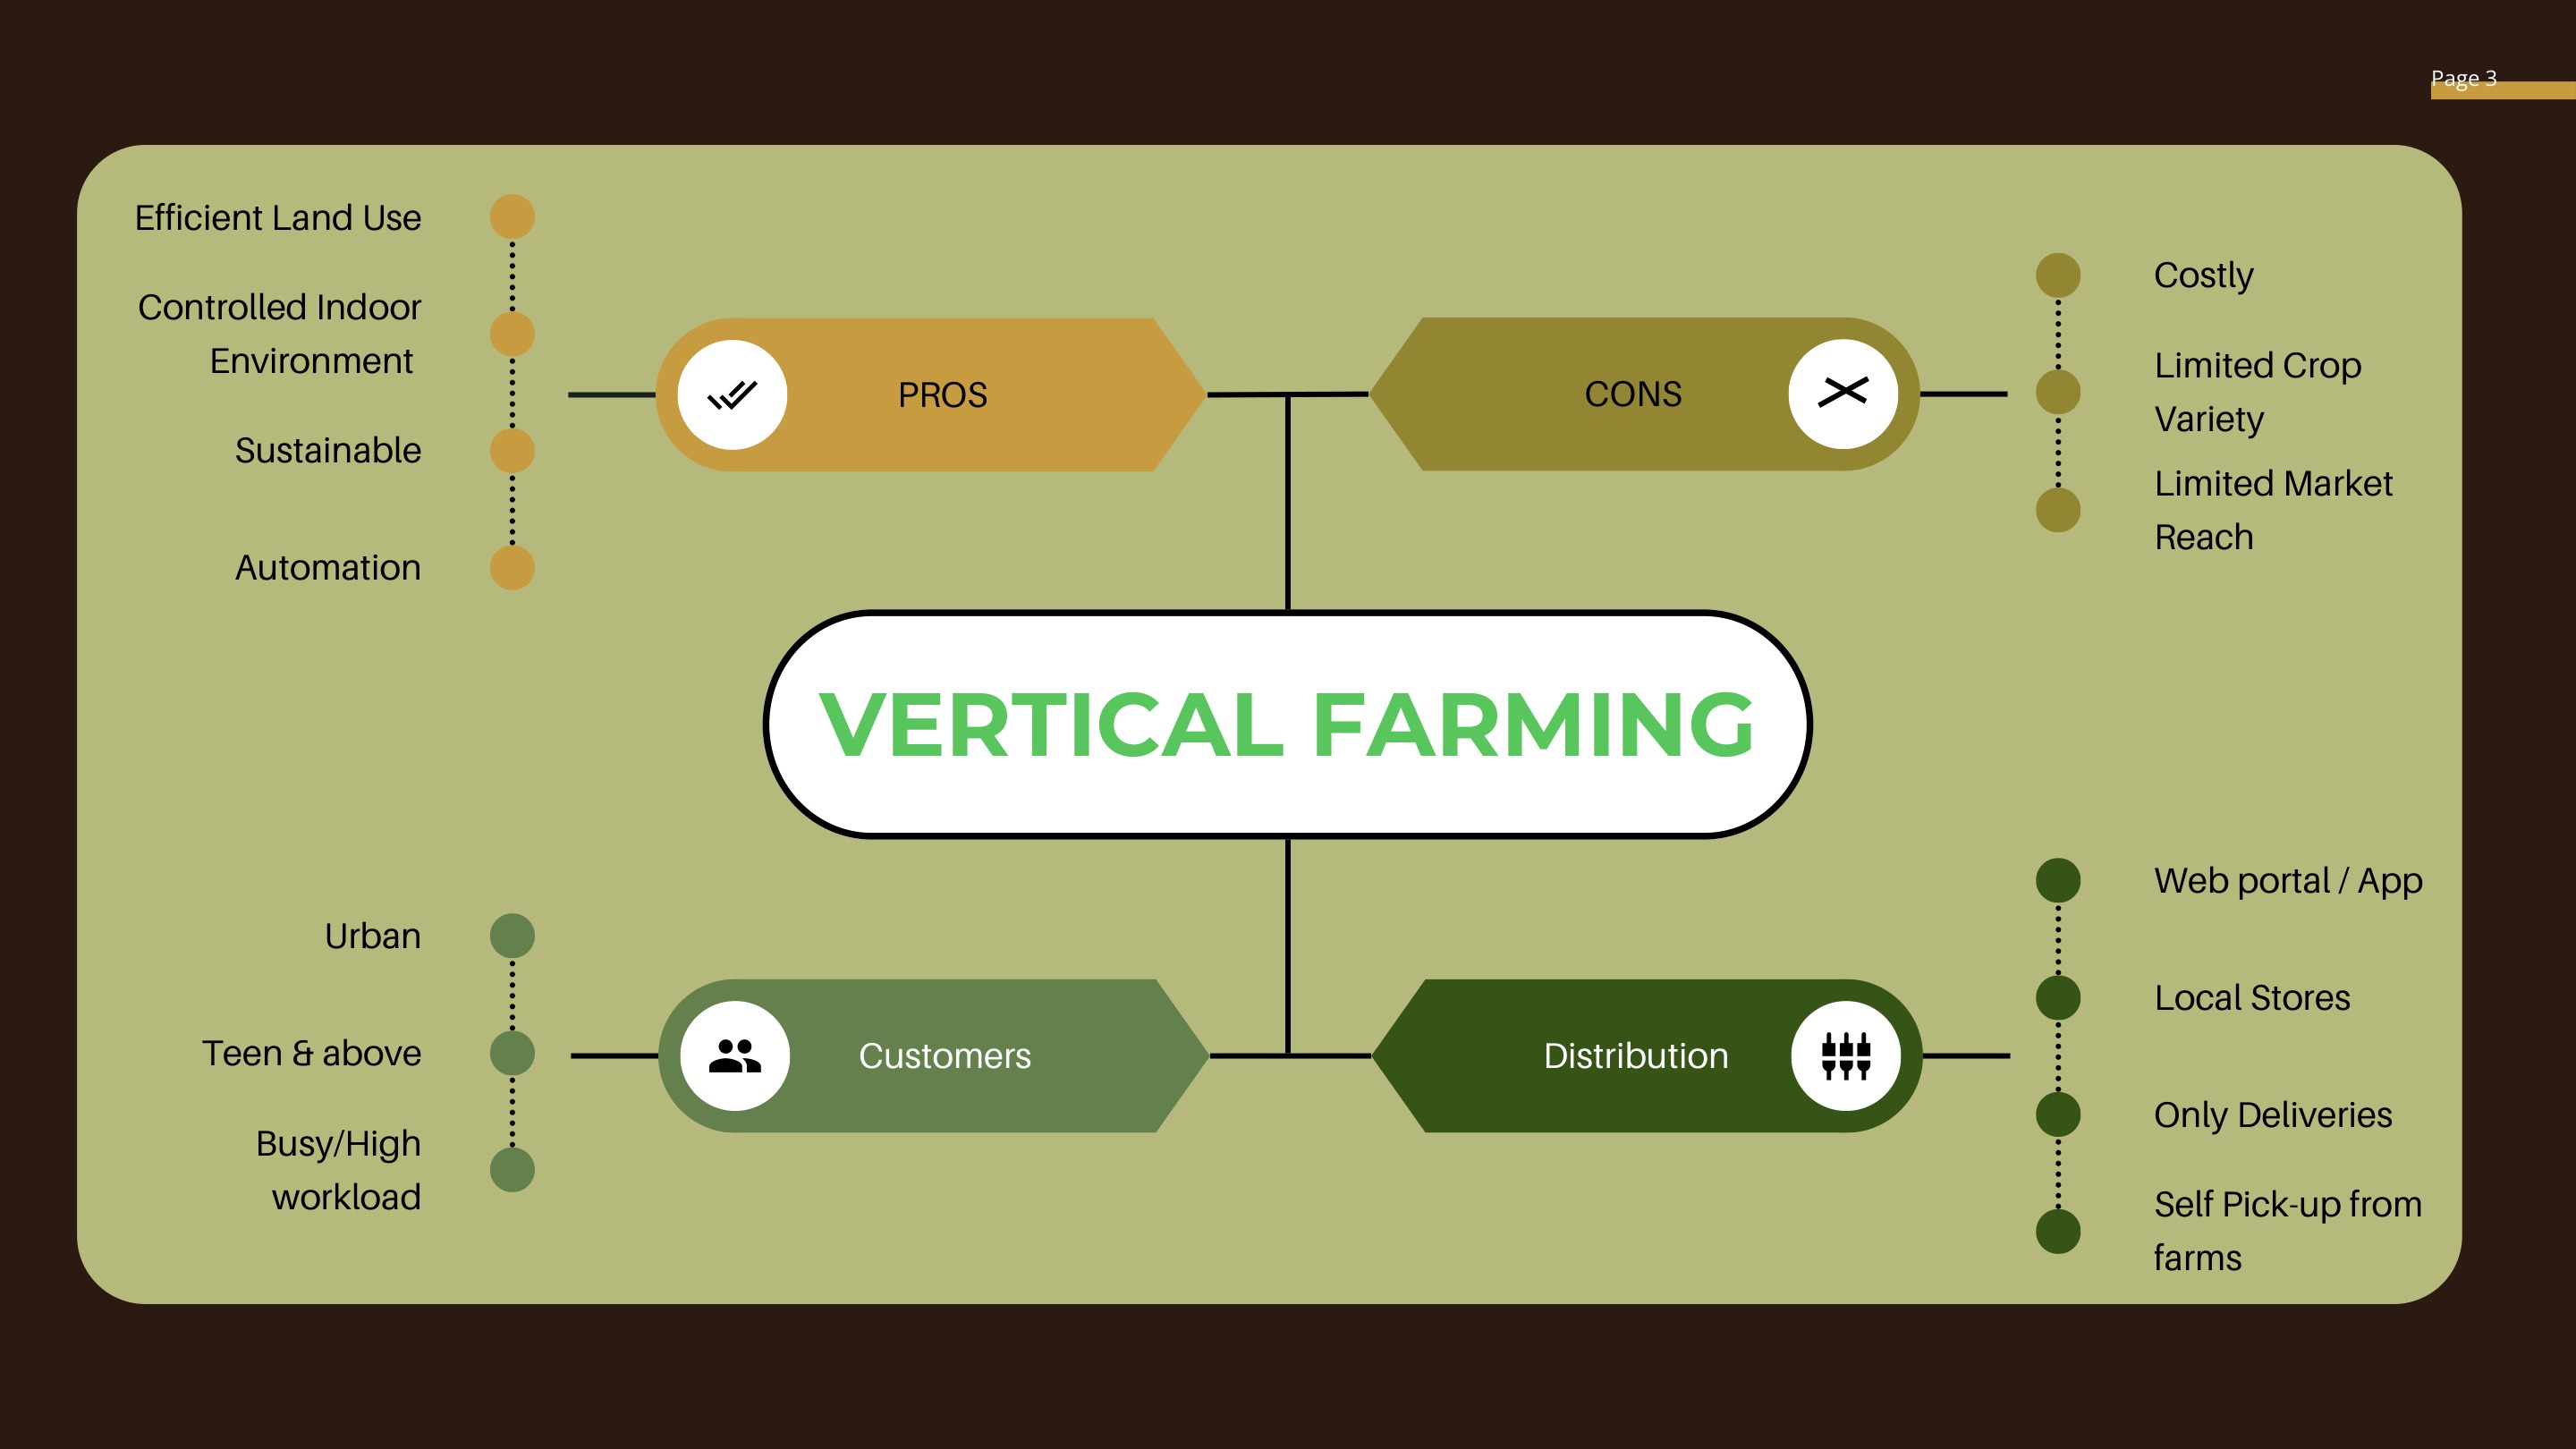 Page 3
Efficient Land Use
Controlled Indoor
Environment
Sustainable
Automation
PROS
CONS
Costly
Limited Crop
Variety
Limited Market
Reach
VERTICAL FARMING
Urban
Teen & above
Busy/High
workload
Customers
Distribution
Web portal / App
Local Stores
Only Deliveries
Self Pick-up from
farms